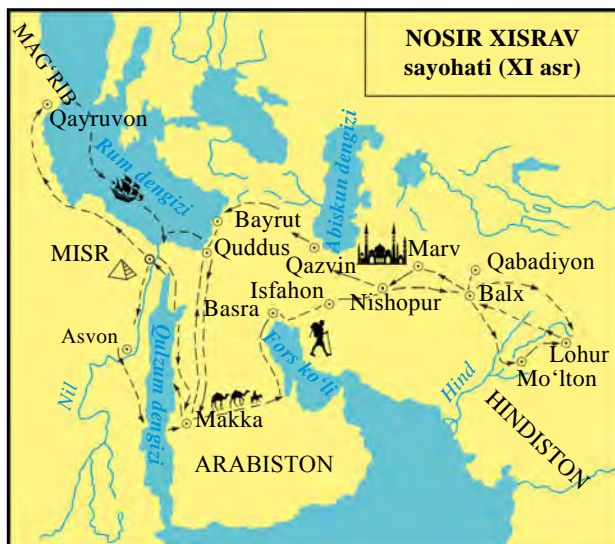 NOSIR XISRAV
sayohati (XI asr)
MAG‘RIB
Qayruvon
Rum dengizi
Abiskun dengizi
Bayrut
Quddus
Qazvin
Marv
Qabadiyon
MISR
Isfahon
Nishopur
Balx
Basra
Asvon
Qulzum dengizi
Fors ko‘li
Lohur
Mo‘lton
Hind
Nil
Makka
ARABISTON
HINDISTON